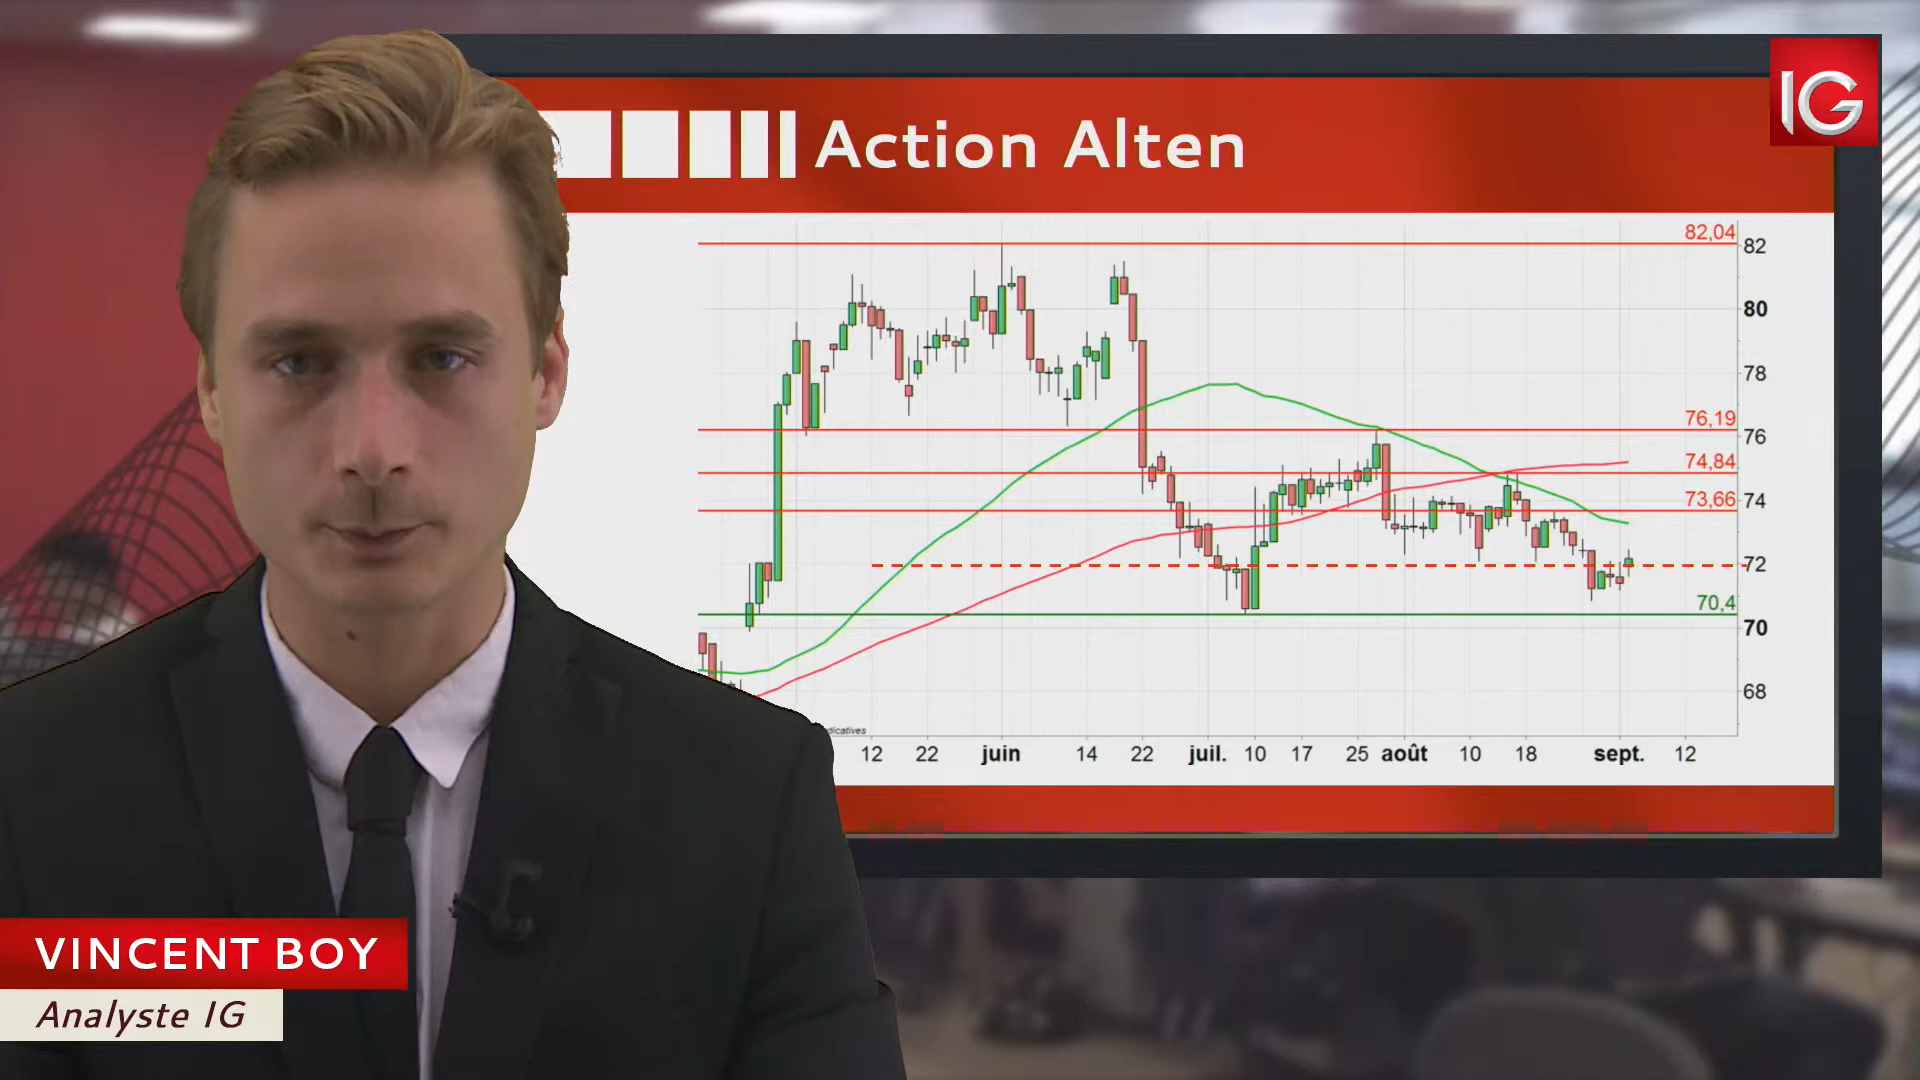 IG
Action Alten
82,04
82
80
78
76,19
76
74,84
74
73,66
72
70,4
70
68
dicatives
12 22 juin 14 22 juil. 10 17 25 août 10 18 sept. 12
VINCENT BOY
Analyste IG